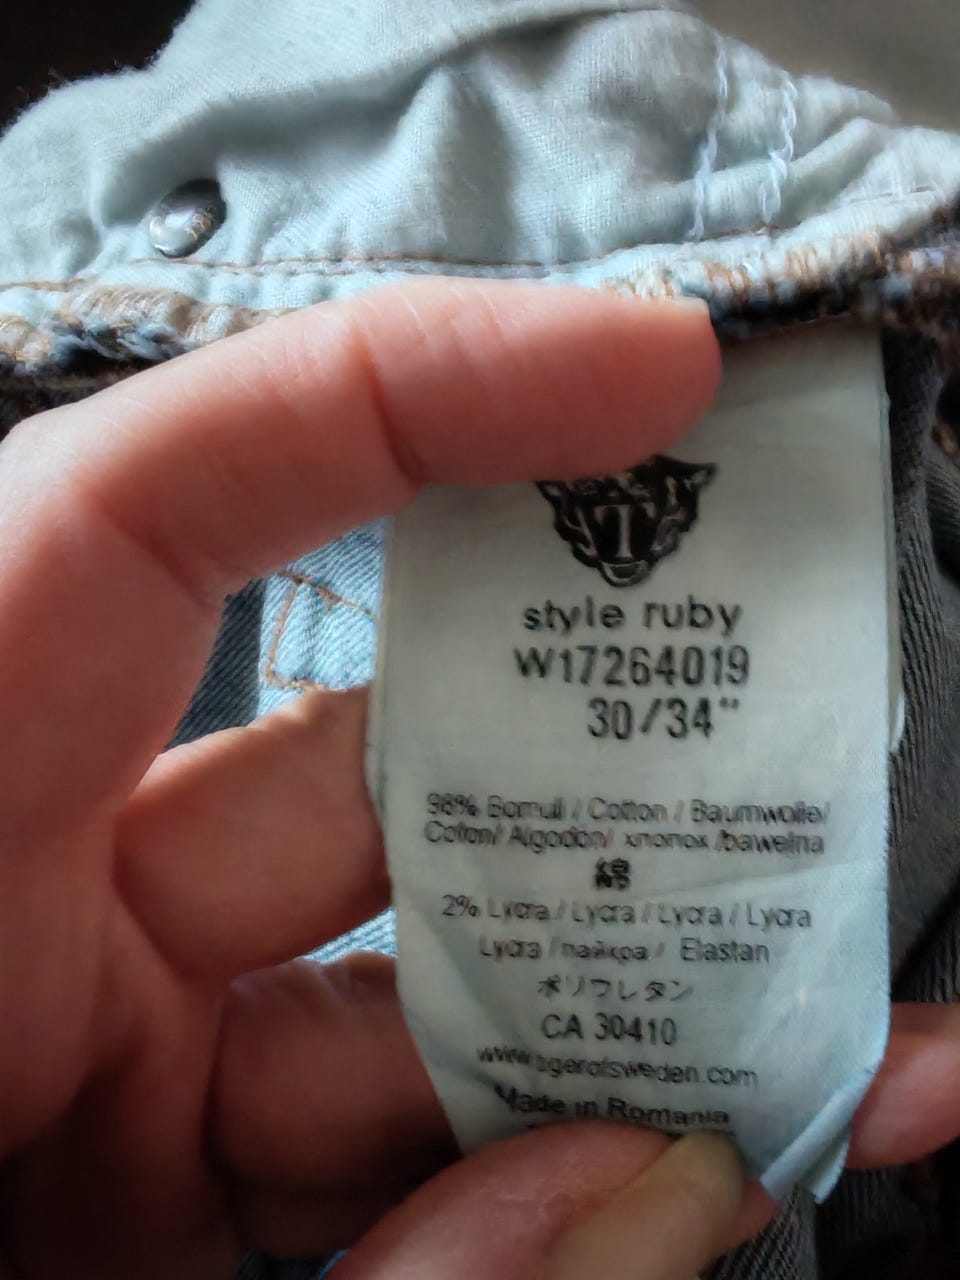 T
style ruby
W17264019
30/34"
98% Bomull / Cotton / Baumwolle/
Coton/ Algodón/ хлопок /bawełna
綿
2% Lycra / Lycra / Lycra / Lycra
Lycra / лайкра / Elastan
ポリウレタン
CA 30410
www.tigerofsweden.com
Made in Romania